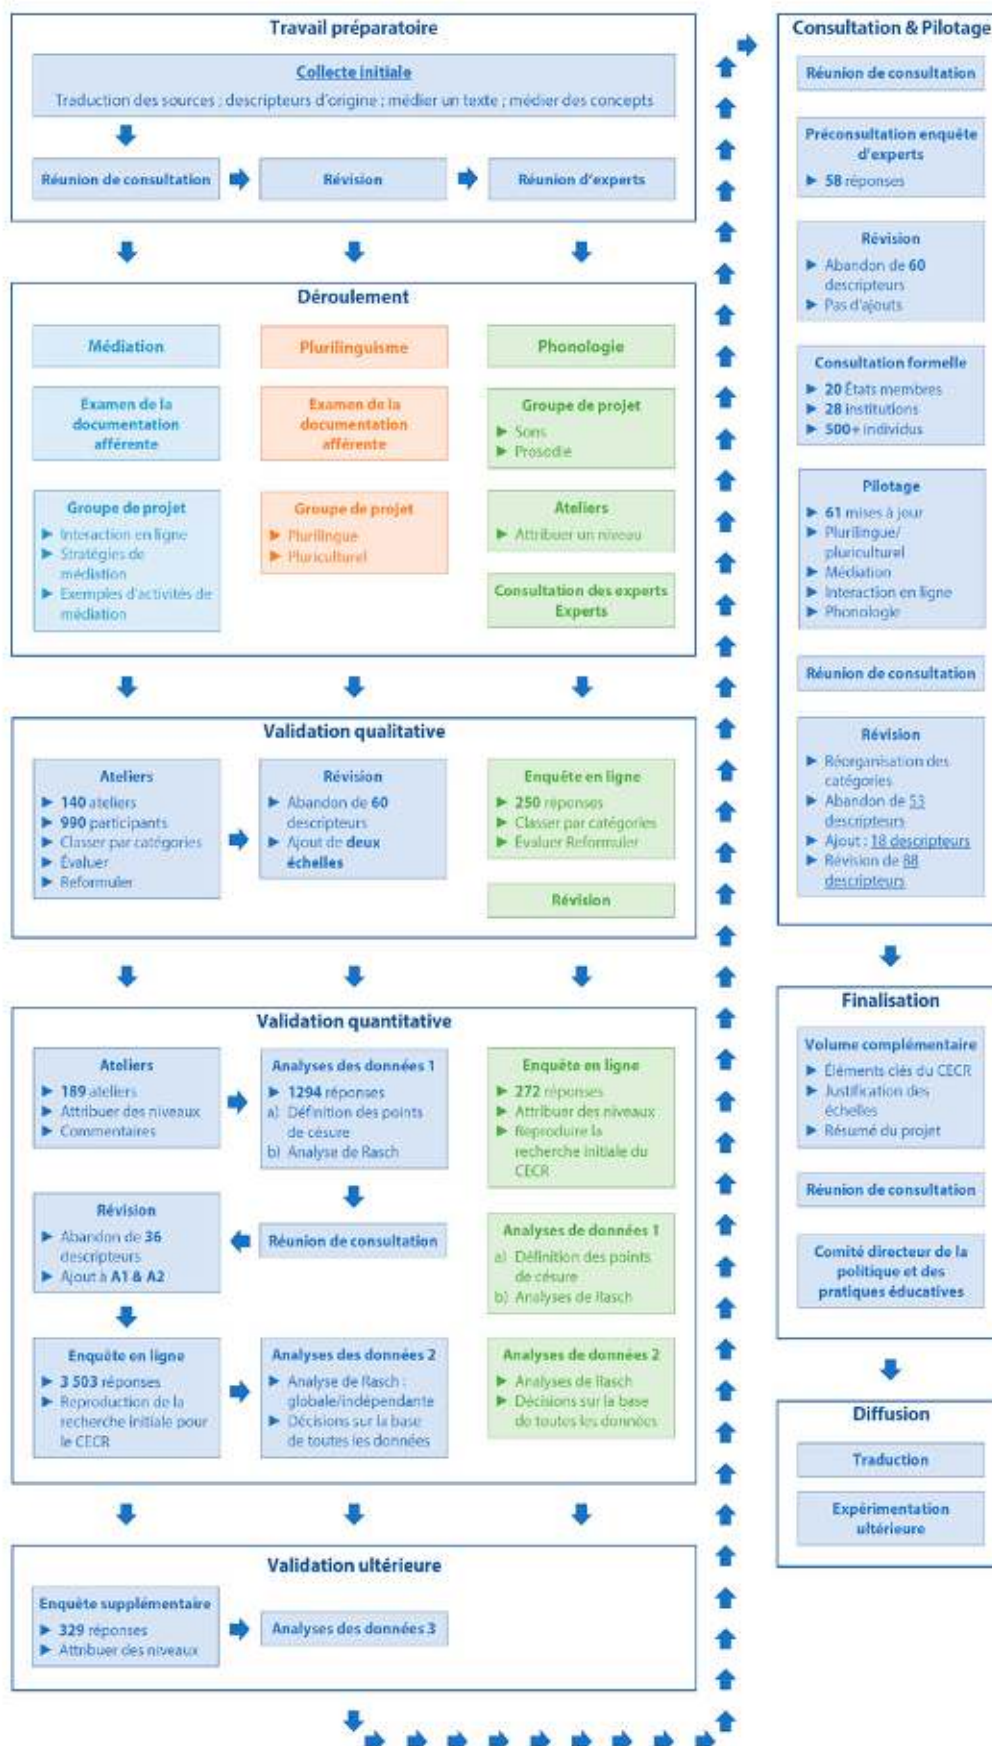 Travail préparatoire
Collecte initiale
Traduction des sources ; descripteurs d'origine ; médier un texte ; médier des concepts
Réunion de consultation
Révision
Réunion d'experts
Déroulement
Médiation
Plurilinguisme
Phonologie
Examen de la
documentation
afférente
Examen de la
documentation
afférente
Groupe de projet
► Sons
► Prosodie
Groupe de projet
► Interaction en ligne
► Stratégies de
médiation
► Exemples d'activités de
médiation
Groupe de projet
► Plurilingue
► Pluriculturel
Ateliers
► Attribuer un niveau
Consultation des experts
Experts
Validation qualitative
Ateliers
► 140 ateliers
► 990 participants
► Classer par catégories
► Évaluer
► Reformuler
Révision
► Abandon de 60
descripteurs
► Ajout de deux
échelles
Enquête en ligne
► 250 réponses
► Classer par catégories
► Evaluer Reformuler
Révision
Validation quantitative
Ateliers
► 189 ateliers
► Attribuer des niveaux
► Commentaires
Analyses des données 1
► 1294 réponses
a) Définition des points
de césure
b) Analyse de Rasch
Enquête en ligne
► 272 réponses
► Attribuer des niveaux
► Reproduire la
recherche initiale du
CECR
Révision
► Abandon de 36
descripteurs
► Ajout à A1 & A2
Réunion de consultation
Analyses de données 1
a) Définition des points
de césure
b) Analyses de Rasch
Enquête en ligne
► 3 503 réponses
► Reproduction de la
recherche initiale pour
le CECR
Analyses des données 2
► Analyse de Rasch :
globale/indépendante
► Décisions sur la base
de toutes les données
Analyses de données 2
► Analyses de Rasch
► Décisions sur la base
de toutes les données
Validation ultérieure
Enquête supplémentaire
► 329 réponses
► Attribuer des niveaux
Analyses des données 3
Consultation & Pilotage
Réunion de consultation
Préconsultation enquête
d'experts
► 58 réponses
Révision
► Abandon de 60
descripteurs
► Pas d'ajouts
Consultation formelle
► 20 États membres
► 28 institutions
► 500+ individus
Pilotage
► 61 mises à jour
► Plurilingue/
pluriculturel
► Médiation
► Interaction en ligne
► Phonologie
Réunion de consultation
Révision
► Réorganisation des
catégories
► Abandon de 53
descripteurs
► Ajout : 18 descripteurs
► Révision de 88
descripteurs
Finalisation
Volume complémentaire
► Éléments clés du CECR
► Justification des
échelles
► Résumé du projet
Réunion de consultation
Comité directeur de la
politique et des
pratiques éducatives
Diffusion
Traduction
Expérimentation
ultérieure